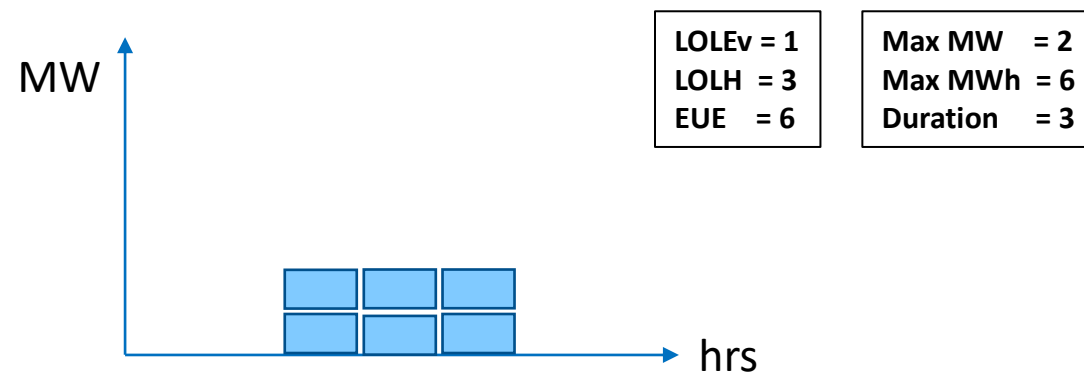 LOLEv = 1
LOLH = 3
EUE = 6
Max MW = 2
Max MWh = 6
Duration = 3
MW
hrs